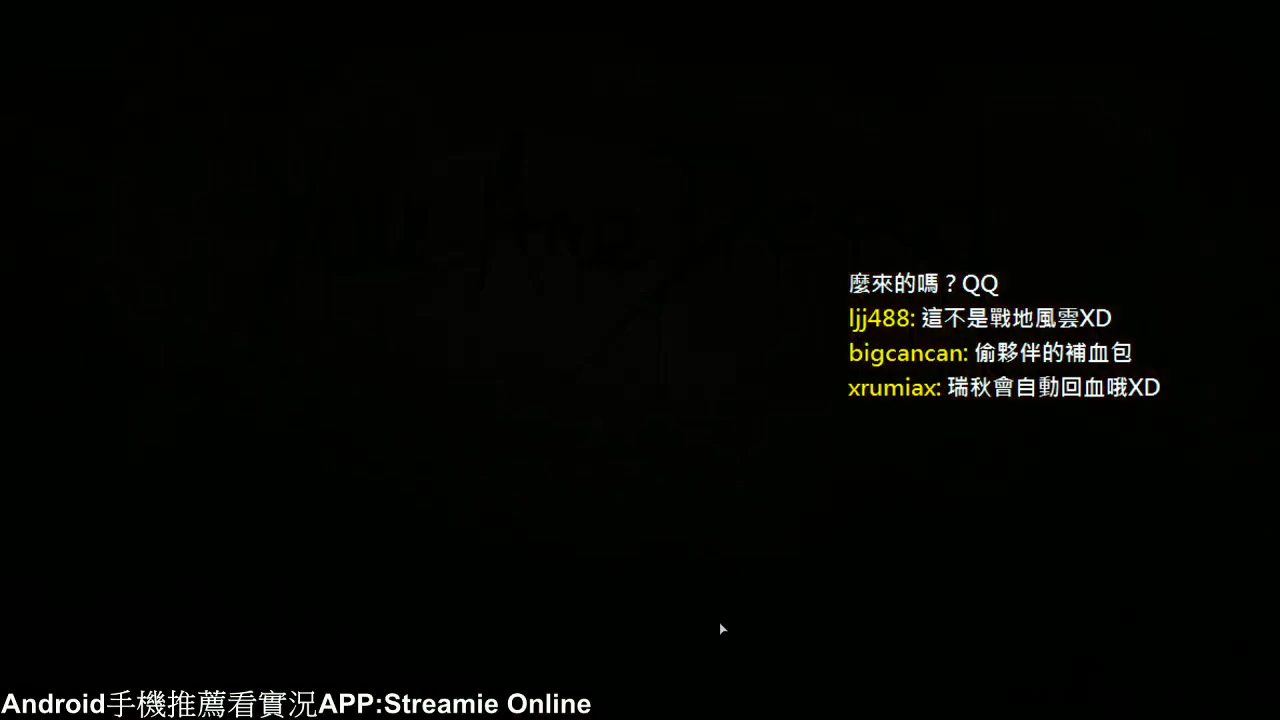 麼來的嗎？QQ
ljj488: 這不是戰地風雲XD
bigcancan: 偷夥伴的補血包
xrumiax: 瑞秋會自動回血哦XD
Android手機推薦看實況APP:Streamie Online